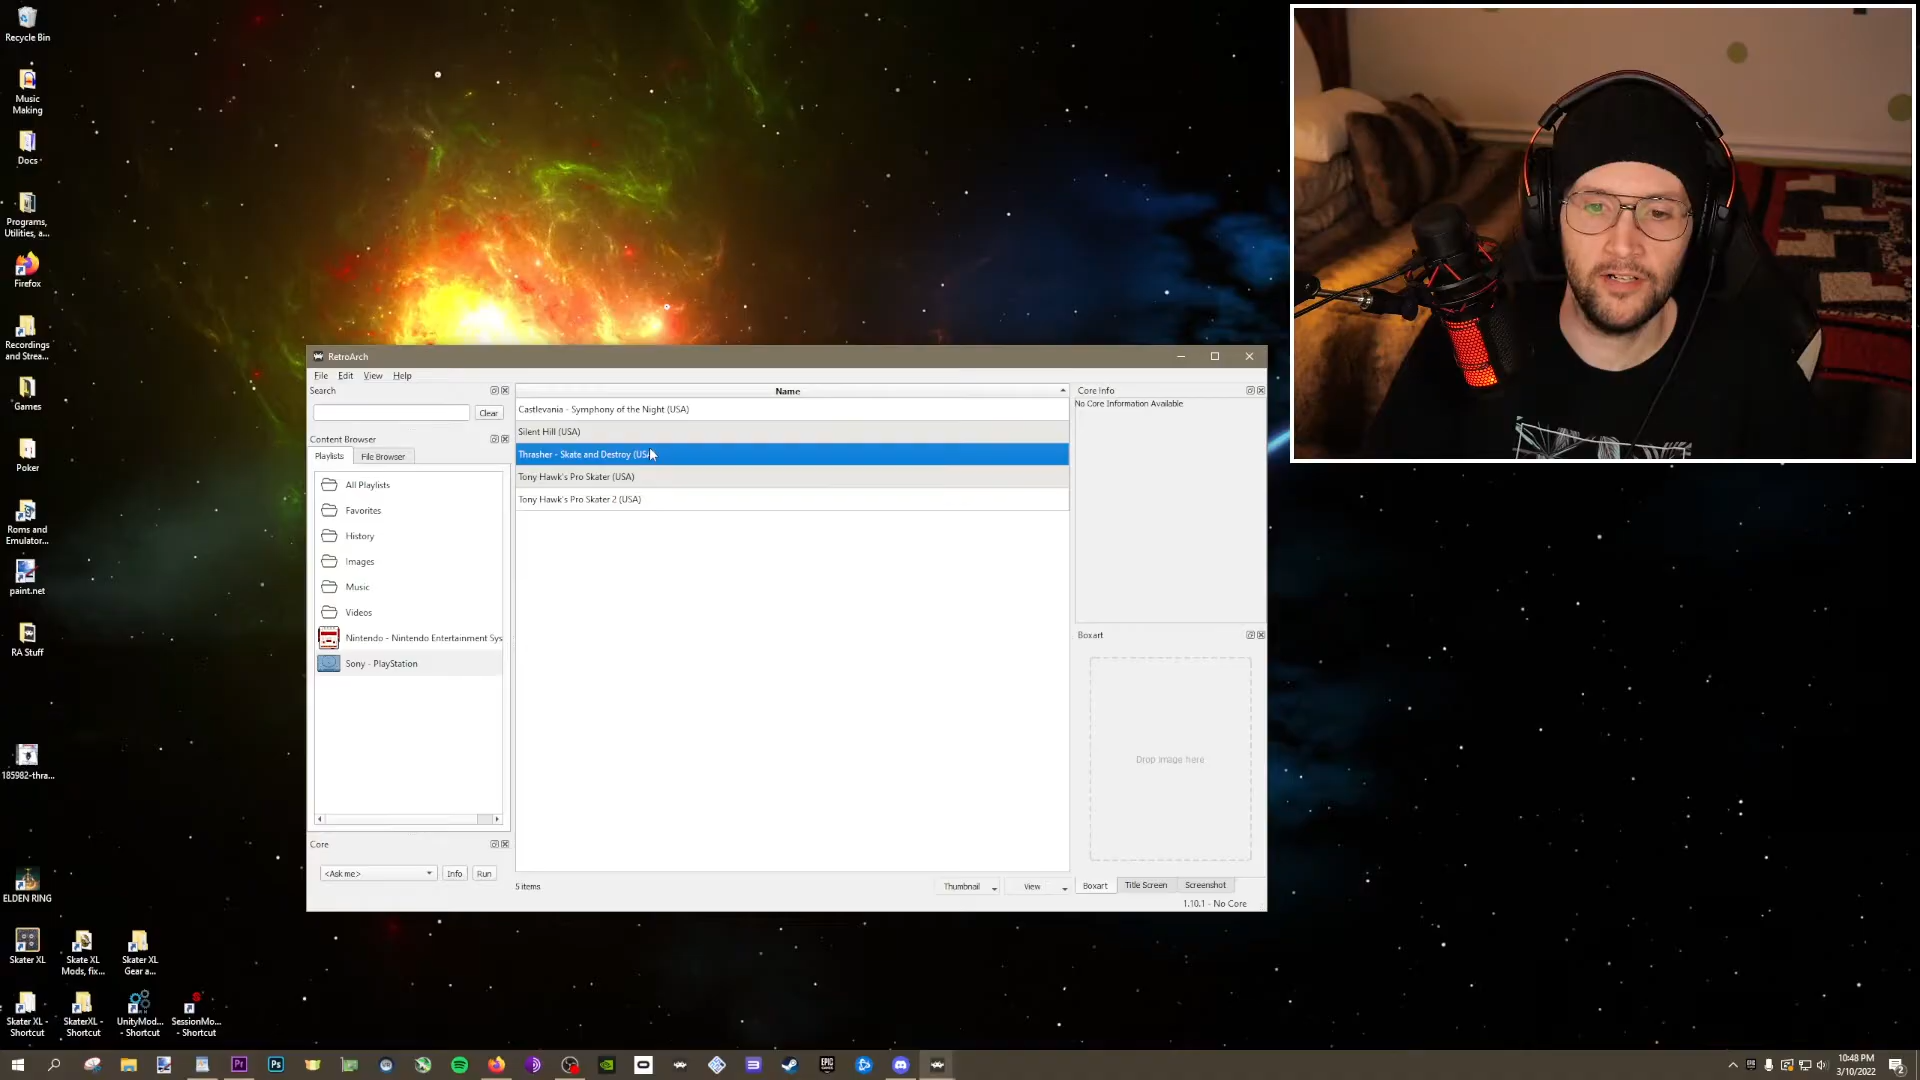 Recycle Bin
Music
Making
Docs
Programs,
Utilities, a...
Firefox
Recordings
and Strea...
Games
Poker
Roms and
Emulator...
paint.net
RA Stuff
185982-thra...
ELDEN RING
Skater XL
Skate XL
Mods, fix...
Skater XL
Gear a...
Skater XL -
Shortcut
SkaterXL -
Shortcut
UnityMod...
- Shortcut
SessionMo...
- Shortcut
RetroArch
File Edit View Help
Search
Clear
Content Browser
Playlists File Browser
All Playlists
Favorites
History
Images
Music
Videos
Nintendo - Nintendo Entertainment Sys
Sony - PlayStation
Core
<Ask me> Info Run
Name
Castlevania - Symphony of the Night (USA)
Silent Hill (USA)
Thrasher - Skate and Destroy (USA)
Tony Hawk's Pro Skater (USA)
Tony Hawk's Pro Skater 2 (USA)
5 items
Thumbnail View
Core Info
No Core Information Available
Boxart
Drop image here
Boxart Title Screen Screenshot
1.10.1 - No Core
Pr
Ps
EPIC
GAMES
10:48 PM
3/10/2022
2